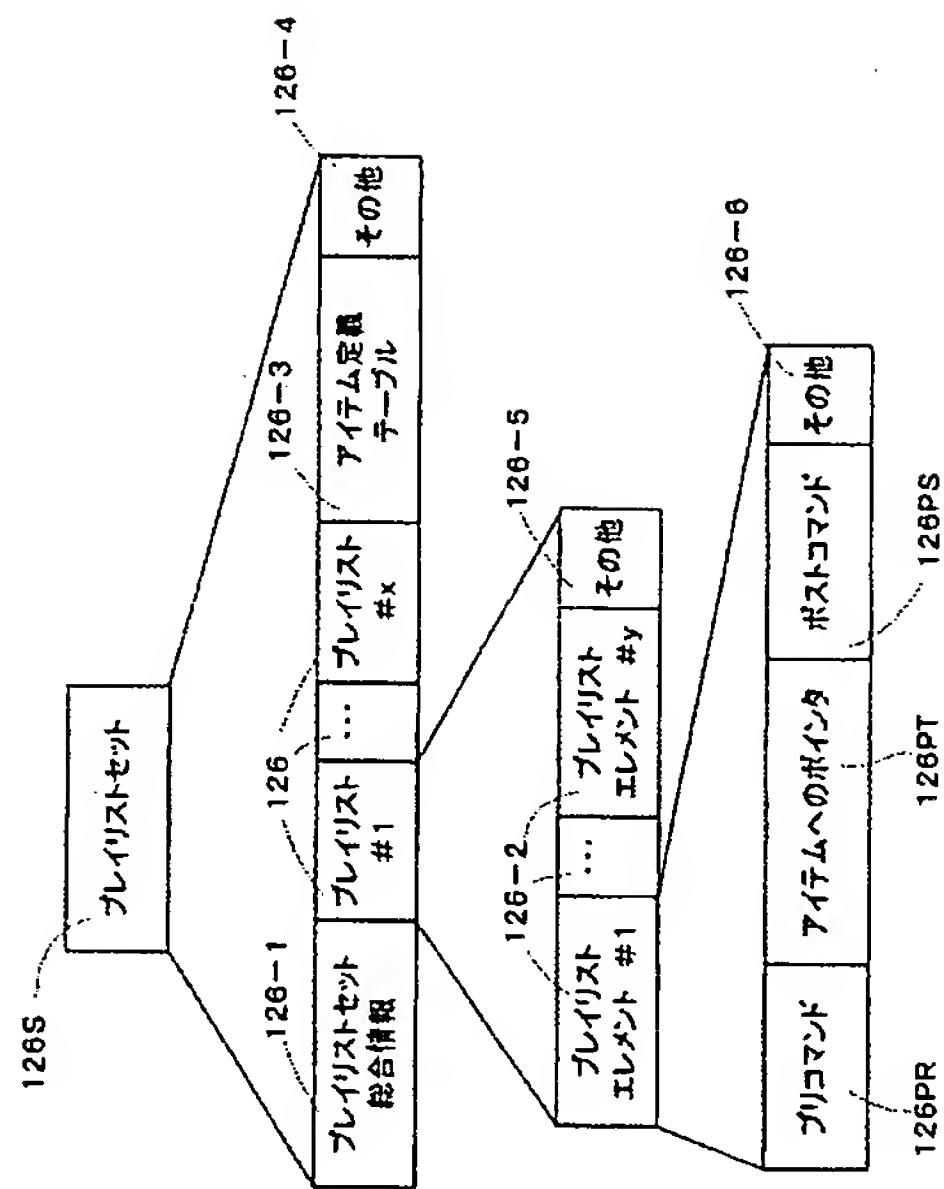 126S
プレイリストセット
126-1
126
126-3
126-4
プレイリストセット
総合情報
プレイリスト
#1
...
プレイリスト
#x
アイテム定義
テーブル
その他
126-2
126-5
プレイリスト
エレメント #1
...
プレイリスト
エレメント #y
その他
126-6
プリコマンド
アイテムへのポインタ
ポストコマンド
その他
126PR
126PT
126PS